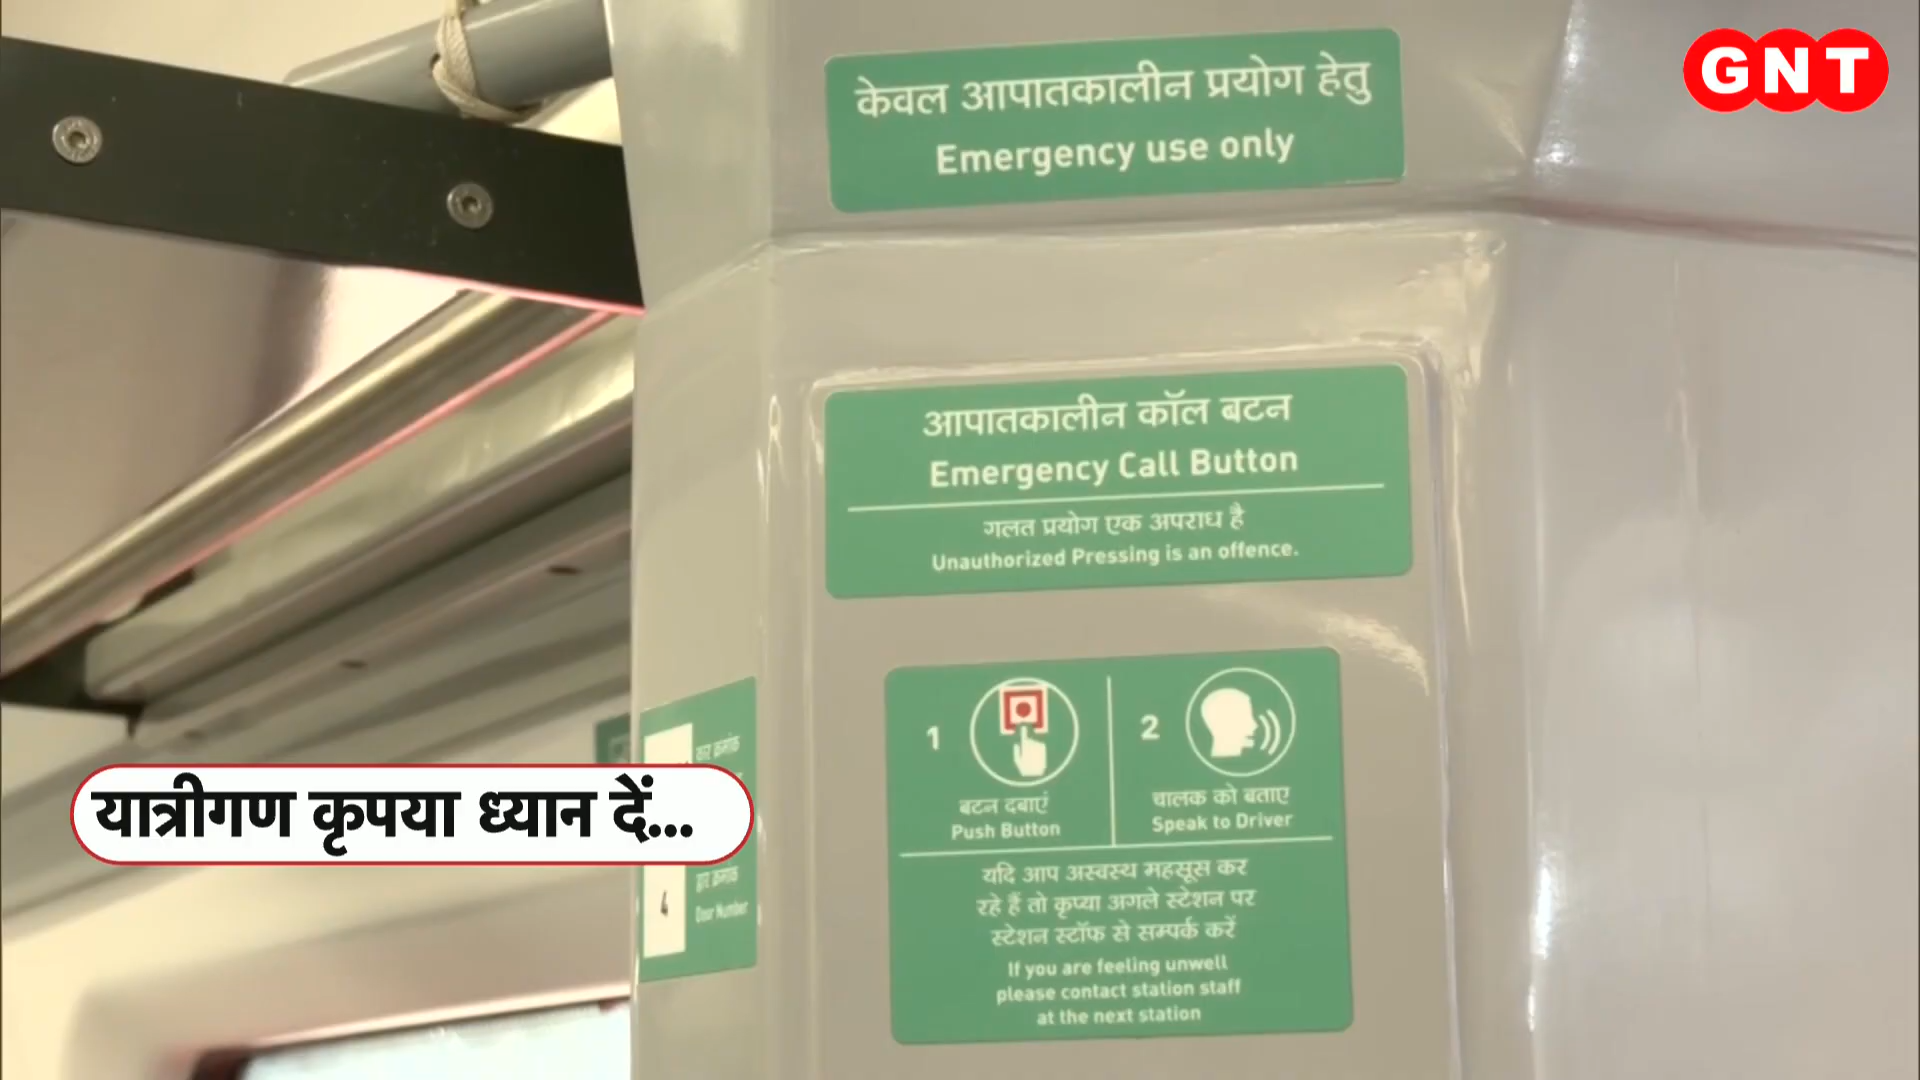 GNT
केवल आपातकालीन प्रयोग हेतु
Emergency use only
आपातकालीन कॉल बटन
Emergency Call Button
गलत प्रयोग एक अपराध है
Unauthorized Pressing is an offence.
1
2
बटन दबाएं
Push Button
चालक को बताए
Speak to Driver
यदि आप अस्वस्थ महसूस कर
रहे हैं तो कृप्या अगले स्टेशन पर
स्टेशन स्टॉफ से सम्पर्क करें
If you are feeling unwell
please contact station staff
at the next station
कार क्रमांक
यात्रीगण कृपया ध्यान दें...
द्वार क्रमांक
4
Door Number